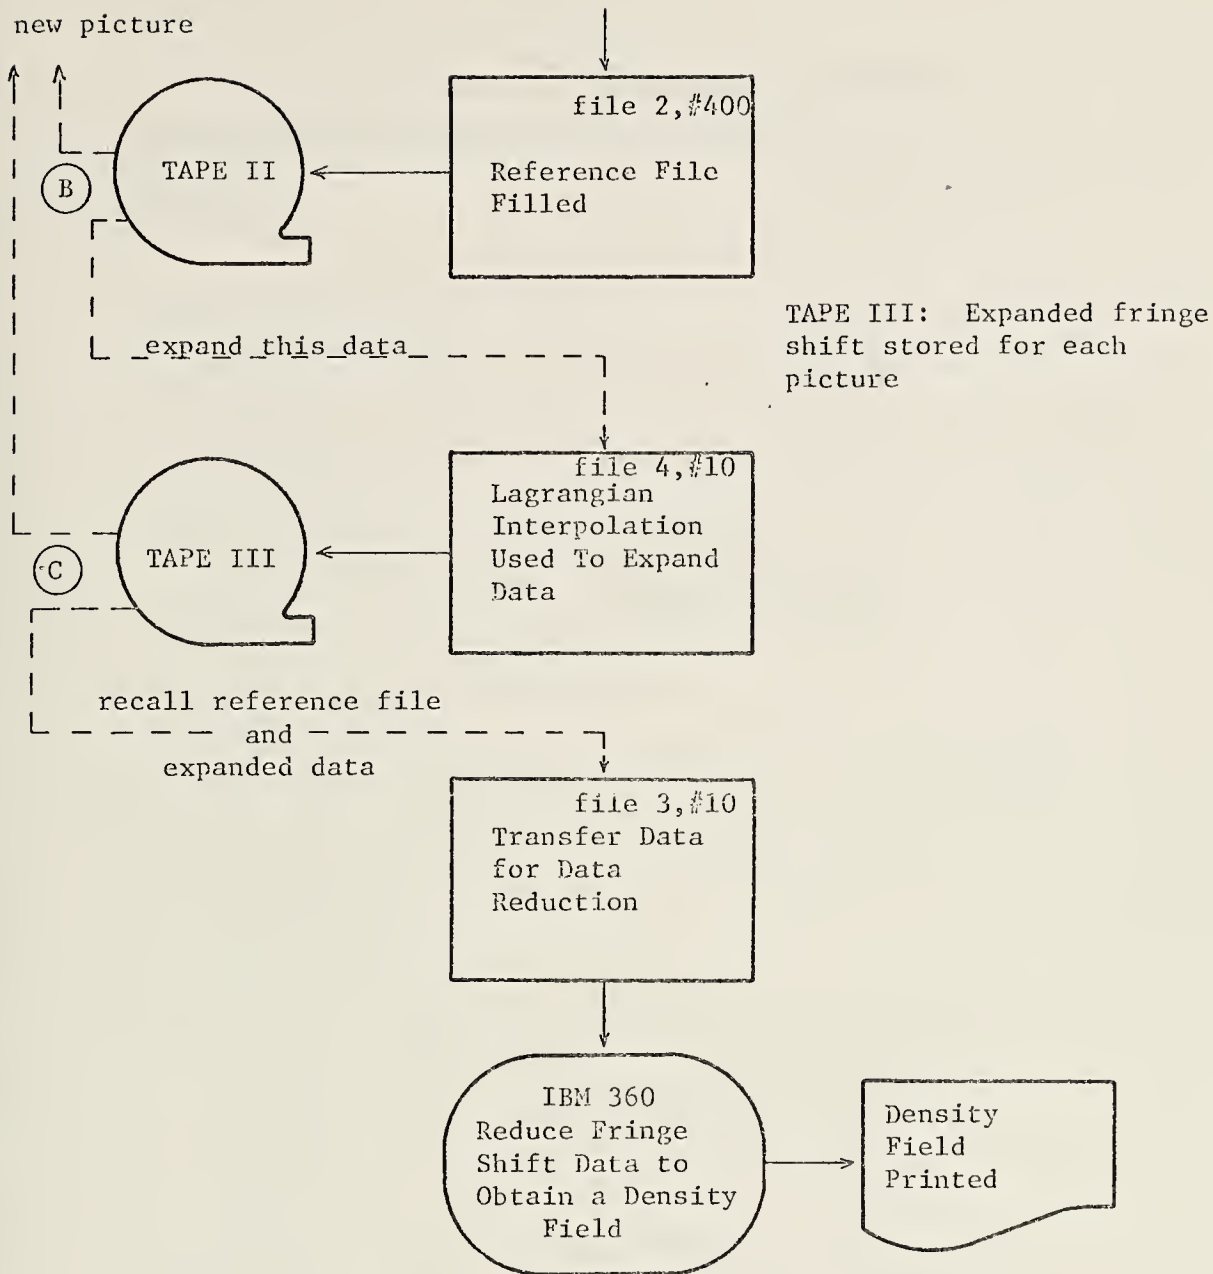 new picture
file 2,#400
Reference File
Filled
TAPE II
B
TAPE III: Expanded fringe
shift stored for each
picture
expand this data
file 4,#10
Lagrangian
Interpolation
Used To Expand
Data
TAPE III
C
recall reference file
and
expanded data
file 3,#10
Transfer Data
for Data
Reduction
IBM 360
Reduce Fringe
Shift Data to
Obtain a Density
Field
Density
Field
Printed